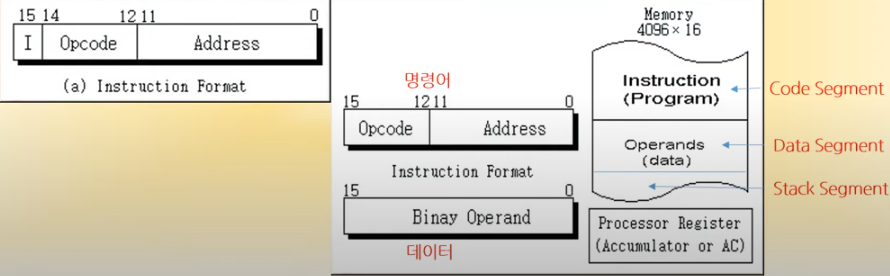 15 14 12 11 0
I Opcode Address
(a) Instruction Format
명령어
15 12 11 0
Opcode Address
Instruction Format
15 0
Binay Operand
데이터
Memory
4096×16
Instruction
(Program)
Code Segment
Operands
(data)
Data Segment
Stack Segment
Processor Register
(Accumulator or AC)